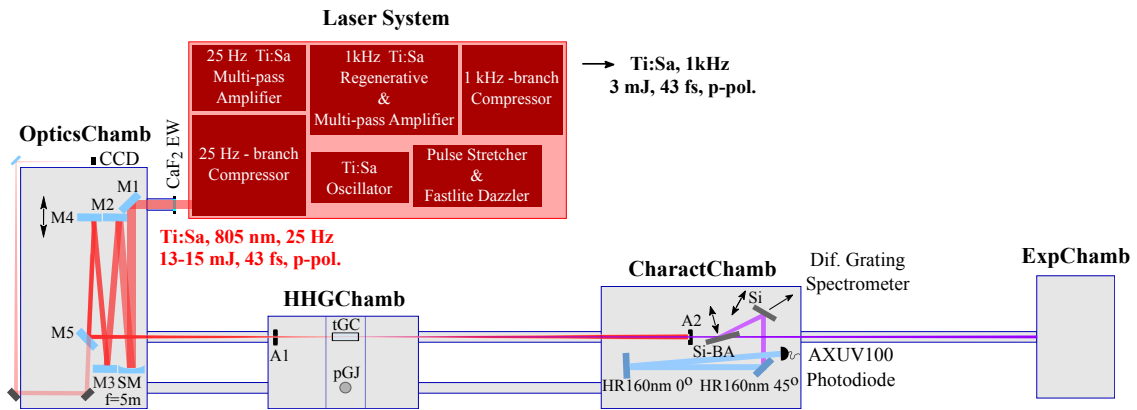 Laser System
25 Hz Ti:Sa
Multi-pass
Amplifier
1kHz Ti:Sa
Regenerative
&
Multi-pass Amplifier
1 kHz -branch
Compressor
25 Hz - branch
Compressor
Ti:Sa
Oscillator
Pulse Stretcher
&
Fastlite Dazzler
Ti:Sa, 1kHz
3 mJ, 43 fs, p-pol.
OpticsChamb
CCD
CaF2 EW
M1
M2
M4
Ti:Sa, 805 nm, 25 Hz
13-15 mJ, 43 fs, p-pol.
M5
M3
SM
f=5m
HHGChamb
tGC
A1
pGJ
CharactChamb
Si
A2
Si-BA
HR160nm 0o
HR160nm 45o
Dif. Grating
Spectrometer
AXUV100
Photodiode
ExpChamb